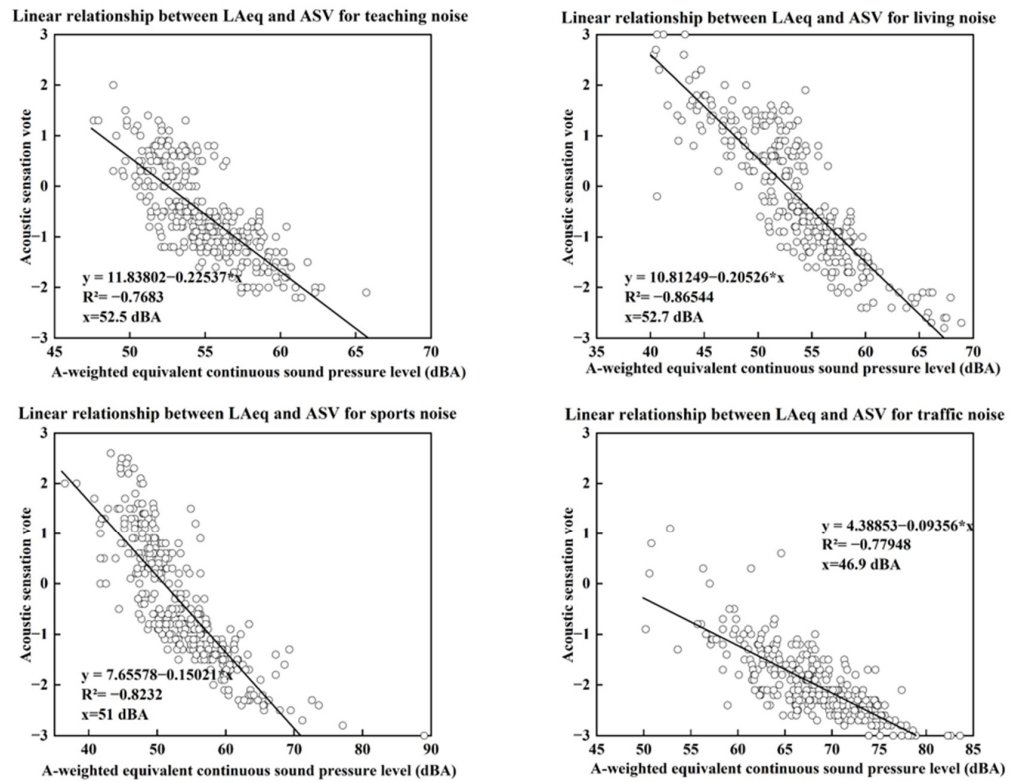 Linear relationship between LAeq and ASV for teaching noise
3
2
1
0
−1
−2
−3
Acoustic sensation vote
y = 11.83802−0.22537*x
R²= −0.7683
x=52.5 dBA
45 50 55 60 65 70
A-weighted equivalent continuous sound pressure level (dBA)
Linear relationship between LAeq and ASV for living noise
3
2
1
0
−1
−2
−3
Acoustic sensation vote
y = 10.81249−0.20526*x
R²= −0.86544
x=52.7 dBA
35 40 45 50 55 60 65 70
A-weighted equivalent continuous sound pressure level (dBA)
Linear relationship between LAeq and ASV for sports noise
3
2
1
0
−1
−2
−3
Acoustic sensation vote
y = 7.65578−0.15021*x
R²= −0.8232
x=51 dBA
40 50 60 70 80 90
A-weighted equivalent continuous sound pressure level (dBA)
Linear relationship between LAeq and ASV for traffic noise
3
2
1
0
−1
−2
−3
Acoustic sensation vote
y = 4.38853−0.09356*x
R²= −0.77948
x=46.9 dBA
45 50 55 60 65 70 75 80 85
A-weighted equivalent continuous sound pressure level (dBA)